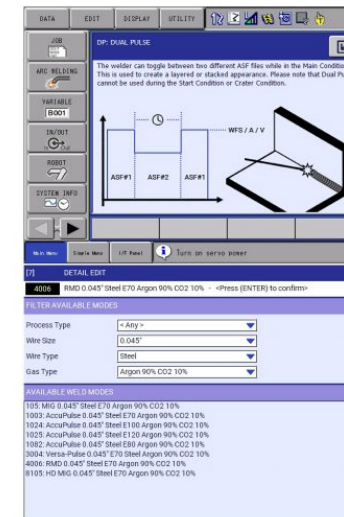 DATA EDIT DISPLAY UTILITY
JOB
ARC WELDING
VARIABLE
B001
IN/OUT
ROBOT
SYSTEM INFO
DP: DUAL PULSE
The welder can toggle between two different ASF files while in the Main Conditio
This is used to create a layered or stacked appearance. Please note that Dual Pu
cannot be used during the Start Condition or Crater Condition.
WFS / A / V
ASF#1 ASF#2 ASF#1
Main Menu Simple Menu Turn on servo power
[7] DETAIL EDIT
4006 RMD 0.045" Steel E70 Argon 90% CO2 10% - <Press (ENTER) to confirm>
FILTER AVAILABLE MODES
Process Type < Any >
Wire Size 0.045"
Wire Type Steel
Gas Type Argon 90% CO2 10%
AVAILABLE WELD MODES
105: MIG 0.045" Steel E70 Argon 90% CO2 10%
1003: AccuPulse 0.045" Steel E70 Argon 90% CO2 10%
1024: AccuPulse 0.045" Steel E100 Argon 90% CO2 10%
1025: AccuPulse 0.045" Steel E120 Argon 90% CO2 10%
1082: AccuPulse 0.045" Steel E80 Argon 90% CO2 10%
3004: Versa-Pulse 0.045" E70 Steel Argon 90% CO2 10%
4006: RMD 0.045" Steel E70 Argon 90% CO2 10%
8105: HD MIG 0.045" Steel E70 Argon 90% CO2 10%